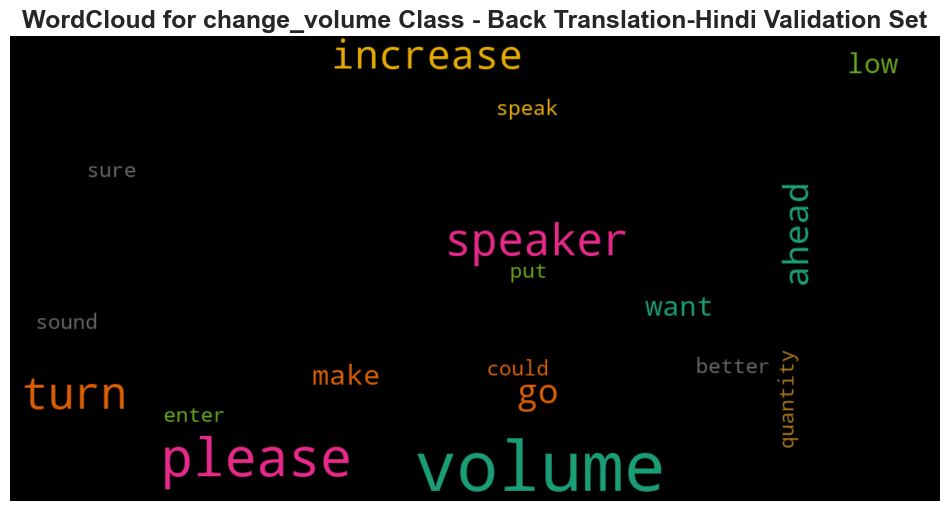 WordCloud for change_volume Class - Back Translation-Hindi Validation Set
increase
low
speak
sure
ahead
speaker
put
want
sound
make
could
better
quantity
turn
go
enter
please
volume